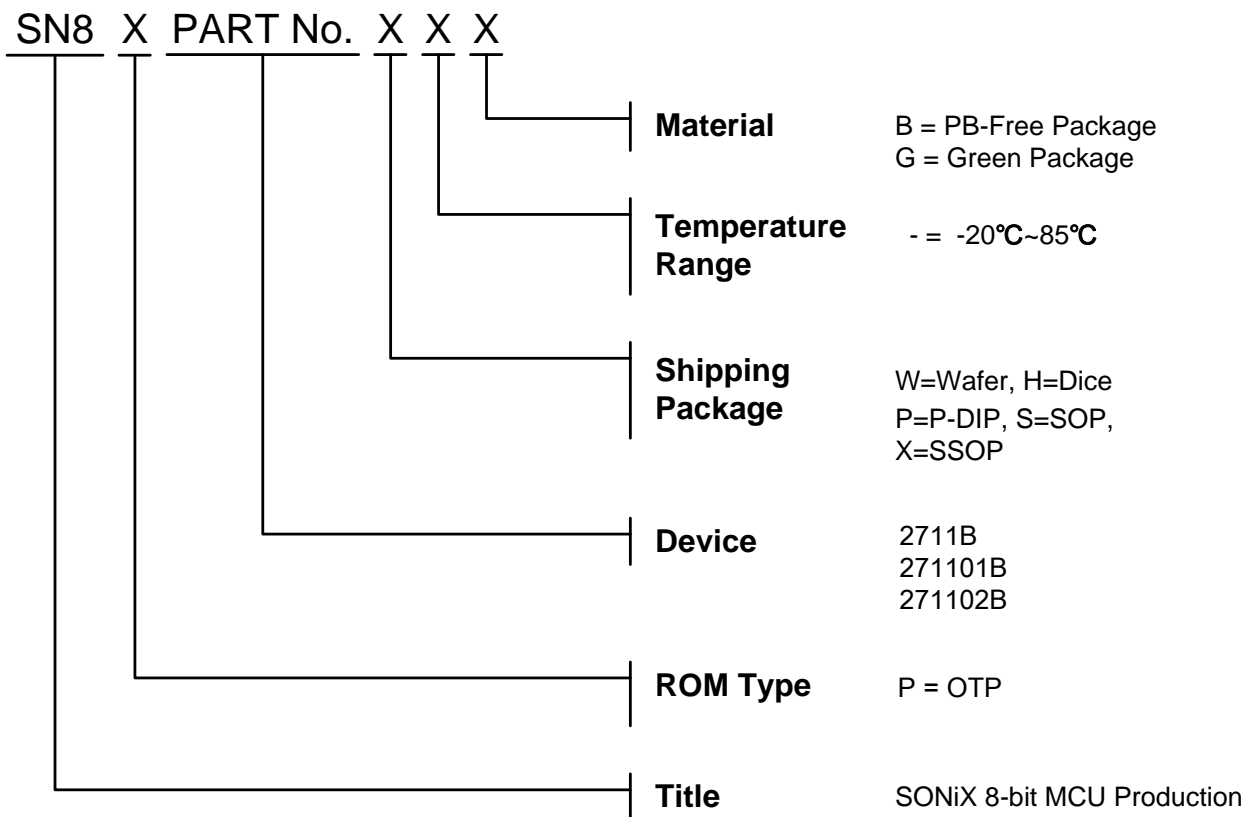 SN8 X PART No. X X X
Material B = PB-Free Package
G = Green Package
Temperature
Range
- = -20℃~85℃
Shipping
Package
W=Wafer, H=Dice
P=P-DIP, S=SOP,
X=SSOP
Device 2711B
271101B
271102B
ROM Type P = OTP
Title SONiX 8-bit MCU Production